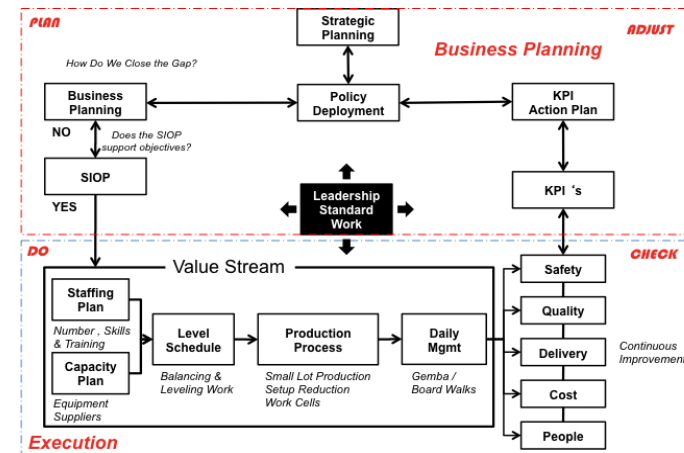 PLAN
Strategic
Planning
ADJUST
Business Planning
How Do We Close the Gap?
Business
Planning
Policy
Deployment
KPI
Action Plan
NO
Does the SIOP
support objectives?
SIOP
Leadership
Standard
Work
KPI 's
YES
DO
CHECK
Value Stream
Safety
Staffing
Plan
Number , Skills
& Training
Level
Schedule
Production
Process
Daily
Mgmt
Quality
Capacity
Plan
Balancing &
Leveling Work
Small Lot Production
Setup Reduction
Work Cells
Gemba /
Board Walks
Delivery
Continuous
Improvement
Equipment
Suppliers
Cost
People
Execution